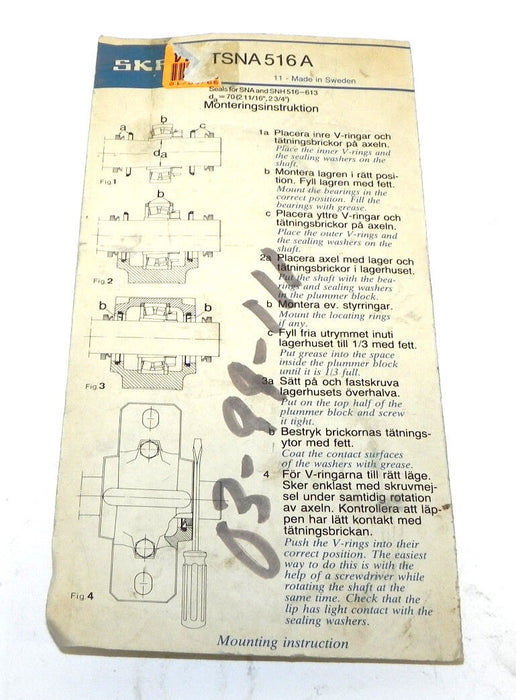 SKF
TSNA 516 A
11 - Made in Sweden
Seals for SNA and SNH 516-613
da = 70 (2 11/16", 2 3/4")
Monteringsinstruktion
a b c
da
Fig.1
1a Placera inre V-ringar och
tätningsbrickor på axeln.
Place the inner V-rings and
the sealing washers on the
shaft.
b Montera lagren i rätt posi-
tion. Fyll lagren med fett.
Mount the bearings in the
correct position. Fill the
bearings with grease.
c Placera yttre V-ringar och
tätningsbrickor på axeln.
Place the outer V-rings and
the sealing washers on the
shaft.
Fig.2
2a Placera axel med lager och
tätningsbrickor i lagerhuset.
Put the shaft with the bea-
rings and sealing washers
in the plummer block.
b Montera ev. styrringar.
Mount the locating rings
if any.
c Fyll fria utrymmet inuti
lagerhuset till 1/3 med fett.
Put grease into the space
inside the plummer block
until it is 1/3 full.
b b
Fig.3
3a Sätt på och fastskruva
lagerhusets överhalva.
Put on the top half of the
plummer block and screw
it tight.
b Bestryk brickornas tätnings-
ytor med fett.
Coat the contact surfaces
of the washers with grease.
4 För V-ringarna till rätt läge.
Sker enklast med skruvmej-
sel under samtidig rotation
av axeln. Kontrollera att läp-
pen har lätt kontakt med
tätningsbrickan.
Push the V-rings into their
correct position. The easiest
way to do this is with the
help of a screwdriver while
rotating the shaft at the
same time. Check that the
lip has light contact with the
sealing washers.
Fig.4
Mounting instruction
03-99-111